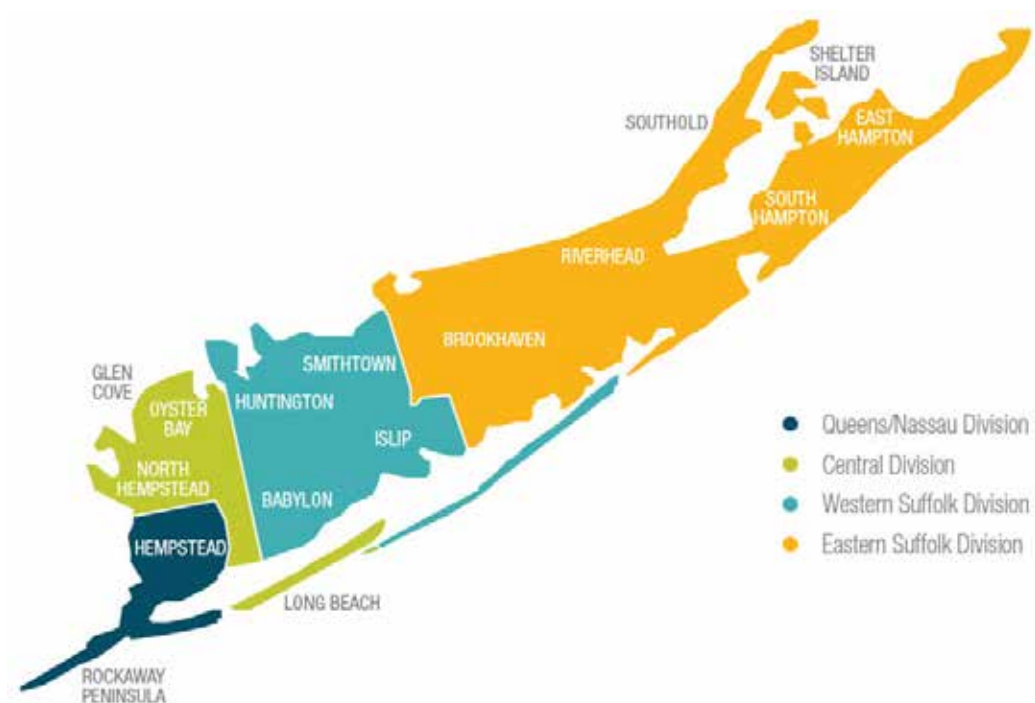 SHELTER
ISLAND
EAST
HAMPTON
SOUTHOLD
SOUTH
HAMPTON
RIVERHEAD
BROOKHAVEN
SMITHTOWN
GLEN
COVE
HUNTINGTON
OYSTER
BAY
ISLIP
NORTH
HEMPSTEAD
BABYLON
HEMPSTEAD
LONG BEACH
ROCKAWAY
PENINSULA
Queens/Nassau Division
Central Division
Western Suffolk Division
Eastern Suffolk Division